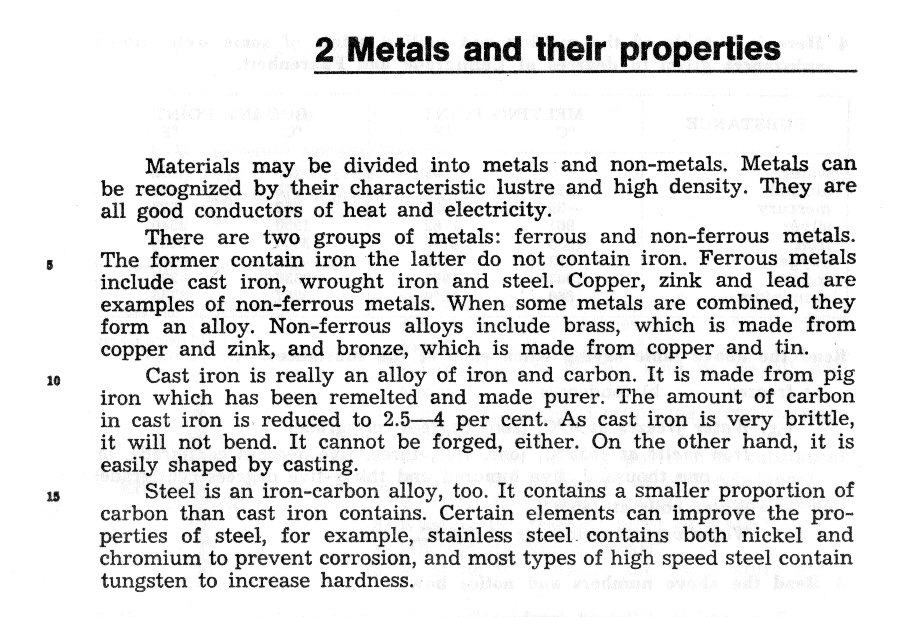 2 Metals and their properties
Materials may be divided into metals and non-metals. Metals can
be recognized by their characteristic lustre and high density. They are
all good conductors of heat and electricity.
There are two groups of metals: ferrous and non-ferrous metals.
5 The former contain iron the latter do not contain iron. Ferrous metals
include cast iron, wrought iron and steel. Copper, zink and lead are
examples of non-ferrous metals. When some metals are combined, they
form an alloy. Non-ferrous alloys include brass, which is made from
copper and zink, and bronze, which is made from copper and tin.
10 Cast iron is really an alloy of iron and carbon. It is made from pig
iron which has been remelted and made purer. The amount of carbon
in cast iron is reduced to 2.5—4 per cent. As cast iron is very brittle,
it will not bend. It cannot be forged, either. On the other hand, it is
easily shaped by casting.
15 Steel is an iron-carbon alloy, too. It contains a smaller proportion of
carbon than cast iron contains. Certain elements can improve the pro-
perties of steel, for example, stainless steel contains both nickel and
chromium to prevent corrosion, and most types of high speed steel contain
tungsten to increase hardness.